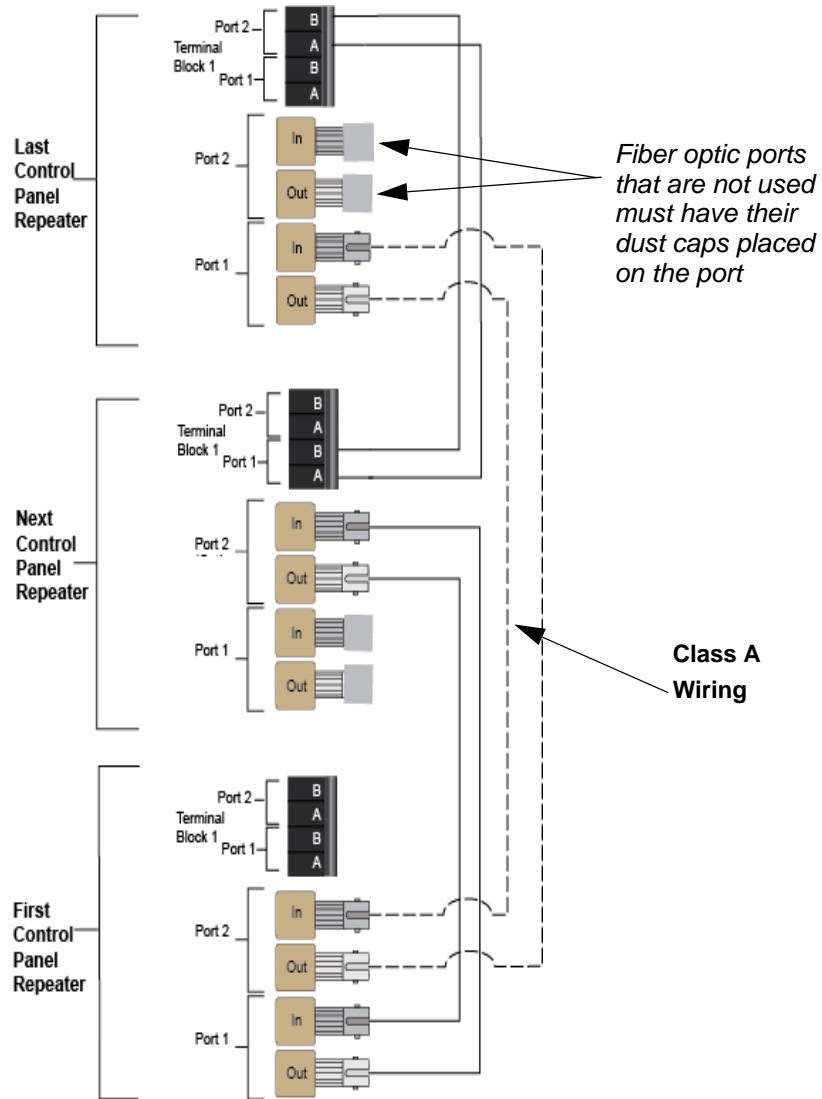 Port 2
B
A
Terminal
Block 1
Port 1
B
A
Last
Control
Panel
Repeater
Port 2
In
Out
Port 1
In
Out
Fiber optic ports
that are not used
must have their
dust caps placed
on the port
Port 2
B
A
Terminal
Block 1
Port 1
B
A
Next
Control
Panel
Repeater
Port 2
In
Out
Port 1
In
Out
Class A
Wiring
Port 2
B
A
Terminal
Block 1
Port 1
B
A
First
Control
Panel
Repeater
Port 2
In
Out
Port 1
In
Out